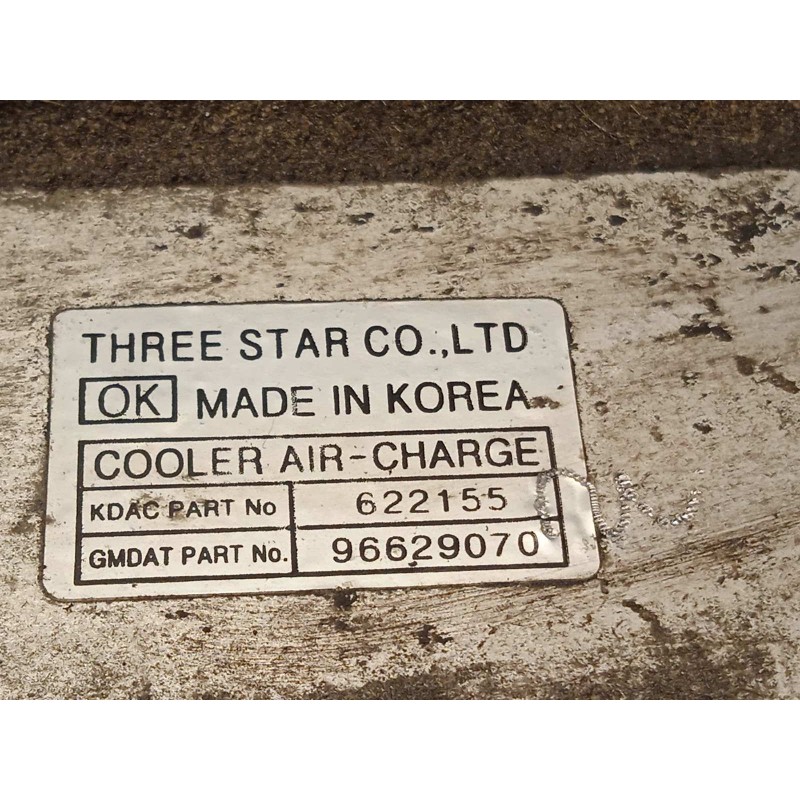 THREE STAR CO.,LTD
OK MADE IN KOREA
COOLER AIR-CHARGE
KDAC PART No 622155
GMDAT PART No. 96629070